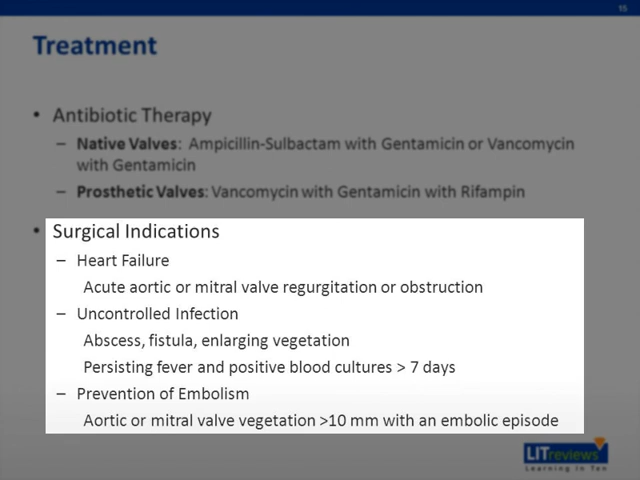 15
Treatment
• Antibiotic Therapy
– Native Valves: Ampicillin-Sulbactam with Gentamicin or Vancomycin
with Gentamicin
– Prosthetic Valves: Vancomycin with Gentamicin with Rifampin
• Surgical Indications
– Heart Failure
Acute aortic or mitral valve regurgitation or obstruction
– Uncontrolled Infection
Abscess, fistula, enlarging vegetation
Persisting fever and positive blood cultures > 7 days
– Prevention of Embolism
Aortic or mitral valve vegetation >10 mm with an embolic episode
LITreviews
Learning in Ten